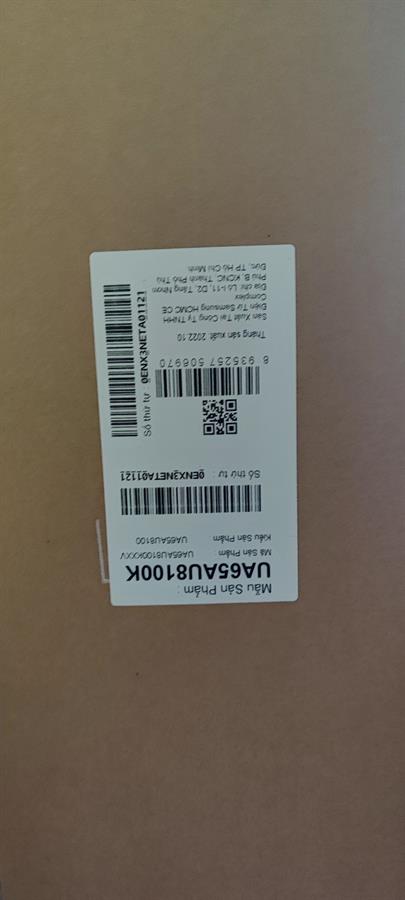 Mẫu Sản Phẩm :
UA65AU8100K
Mã Sản Phẩm : UA65AU8100KXXV
Kiểu Sản Phẩm UA65AU8100
Số thứ tự : 0ENX3NETA01121
8 935257 506970
Tháng sản xuất 2022.10
Sản Xuất Tại Công Ty TNHH
Điện Tử Samsung HCMC CE
Complex
Địa chỉ: Lô I-11, D2, Tăng Nhơn
Phú B, KCNC, Thành Phố Thủ
Đức, TP Hồ Chí Minh
Số thứ tự 0ENX3NETA01121